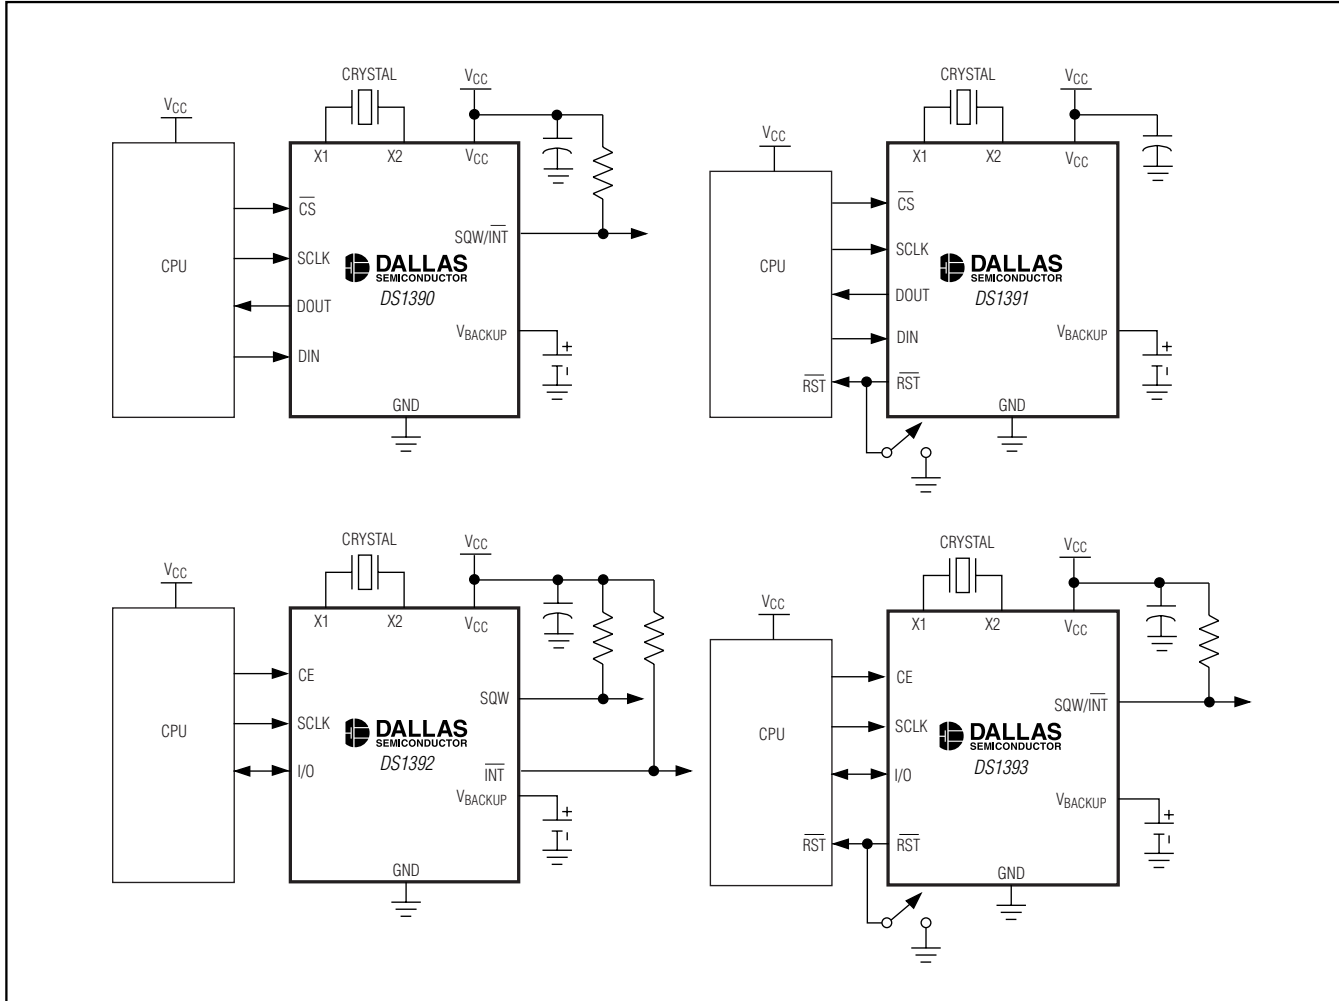 CRYSTAL
VCC
VCC
X1 X2 VCC
CS
SCLK
DOUT
DIN
CPU
SQW/INT
DALLAS
SEMICONDUCTOR
DS1390
VBACKUP
+
-
GND
CRYSTAL
VCC
VCC
X1 X2 VCC
CS
SCLK
DOUT
DIN
RST RST
CPU
DALLAS
SEMICONDUCTOR
DS1391
VBACKUP
+
-
GND
CRYSTAL
VCC
VCC
X1 X2 VCC
CE
SCLK
I/O
CPU
SQW
DALLAS
SEMICONDUCTOR
DS1392
INT
VBACKUP
+
-
GND
CRYSTAL
VCC
VCC
X1 X2 VCC
CE
SCLK
I/O
RST RST
CPU
SQW/INT
DALLAS
SEMICONDUCTOR
DS1393
VBACKUP
+
-
GND